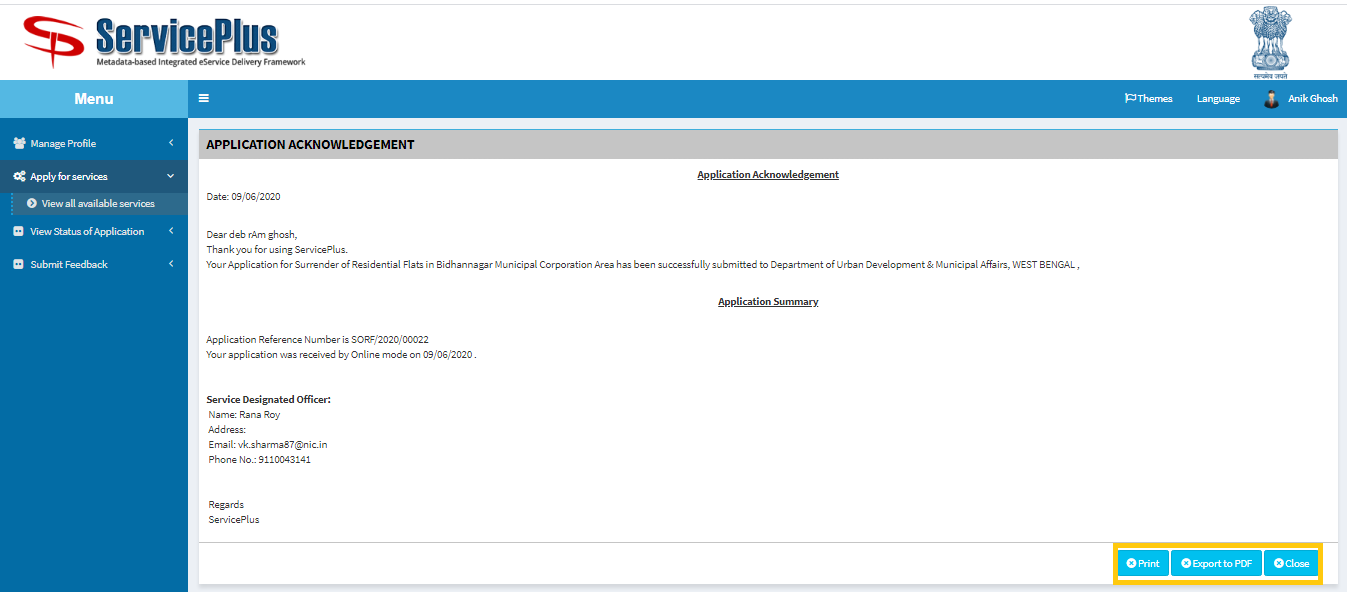 ServicePlus
Metadata-based Integrated eService Delivery Framework
सत्यमेव जयते
Menu
Themes
Language
Anik Ghosh
Manage Profile
Apply for services
View all available services
View Status of Application
Submit Feedback
APPLICATION ACKNOWLEDGEMENT
Application Acknowledgement
Date: 09/06/2020
Dear deb rAm ghosh,
Thank you for using ServicePlus.
Your Application for Surrender of Residential Flats in Bidhannagar Municipal Corporation Area has been successfully submitted to Department of Urban Development & Municipal Affairs, WEST BENGAL ,
Application Summary
Application Reference Number is SORF/2020/00022
Your application was received by Online mode on 09/06/2020 .
Service Designated Officer:
Name: Rana Roy
Address:
Email: vk.sharma87@nic.in
Phone No.: 9110043141
Regards
ServicePlus
Print
Export to PDF
Close